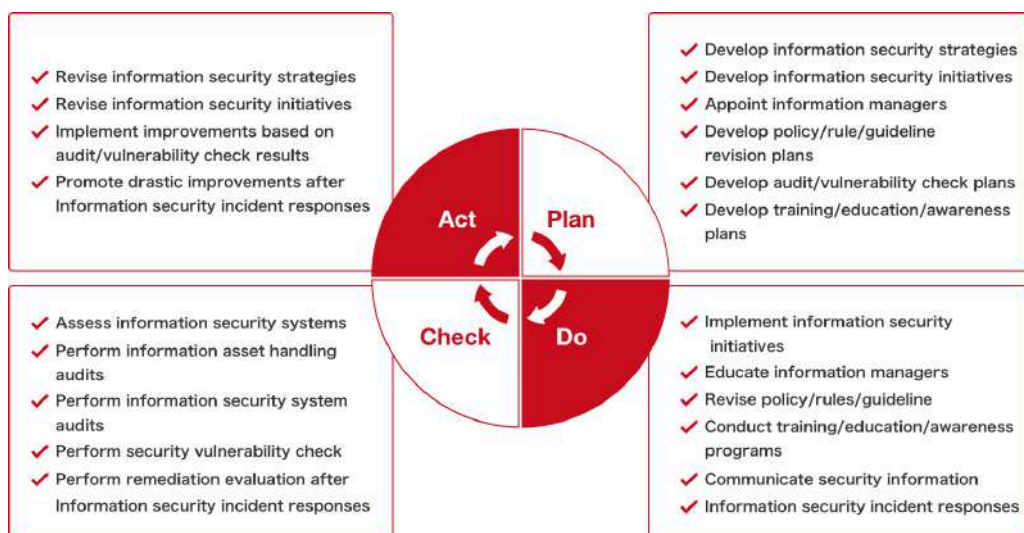 ✓ Revise information security strategies
✓ Revise information security initiatives
✓ Implement improvements based on
audit/vulnerability check results
✓ Promote drastic improvements after
Information security incident responses
✓ Develop information security strategies
✓ Develop information security initiatives
✓ Appoint information managers
✓ Develop policy/rule/guideline
revision plans
✓ Develop audit/vulnerability check plans
✓ Develop training/education/awareness
plans
Act
Plan
Check
Do
✓ Assess information security systems
✓ Perform information asset handling
audits
✓ Perform information security system
audits
✓ Perform security vulnerability check
✓ Perform remediation evaluation after
Information security incident responses
✓ Implement information security
initiatives
✓ Educate information managers
✓ Revise policy/rules/guideline
✓ Conduct training/education/awareness
programs
✓ Communicate security information
✓ Information security incident responses